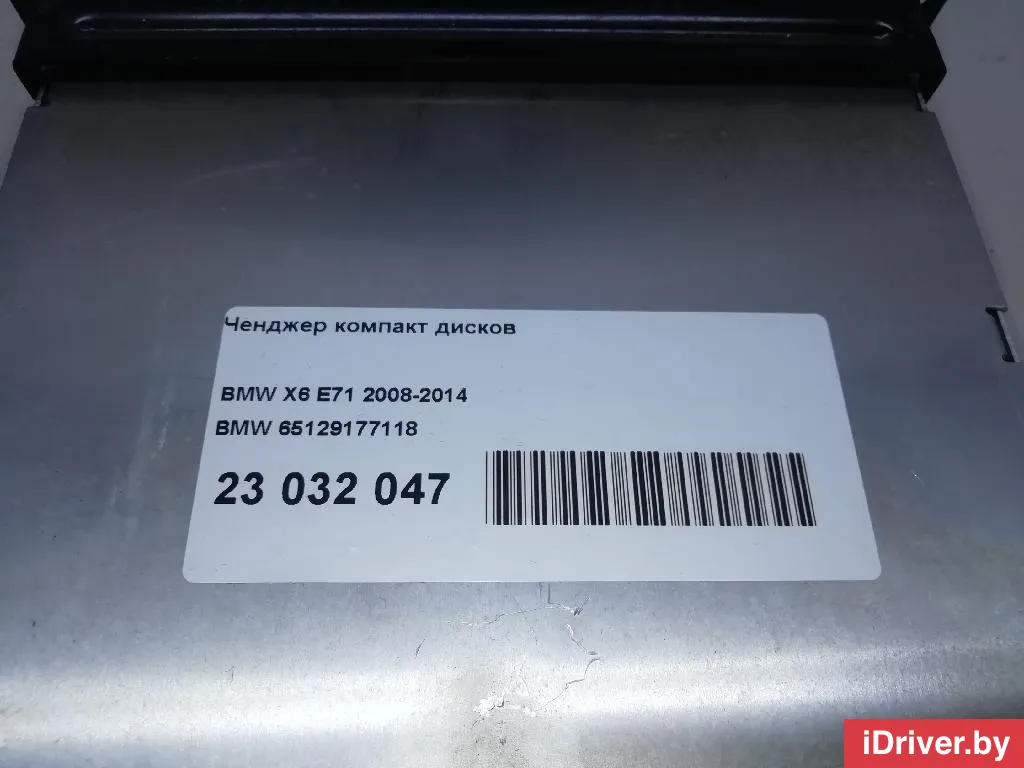 Ченджер компакт дисков
BMW X6 E71 2008-2014
BMW 65129177118
23 032 047
iDriver.by